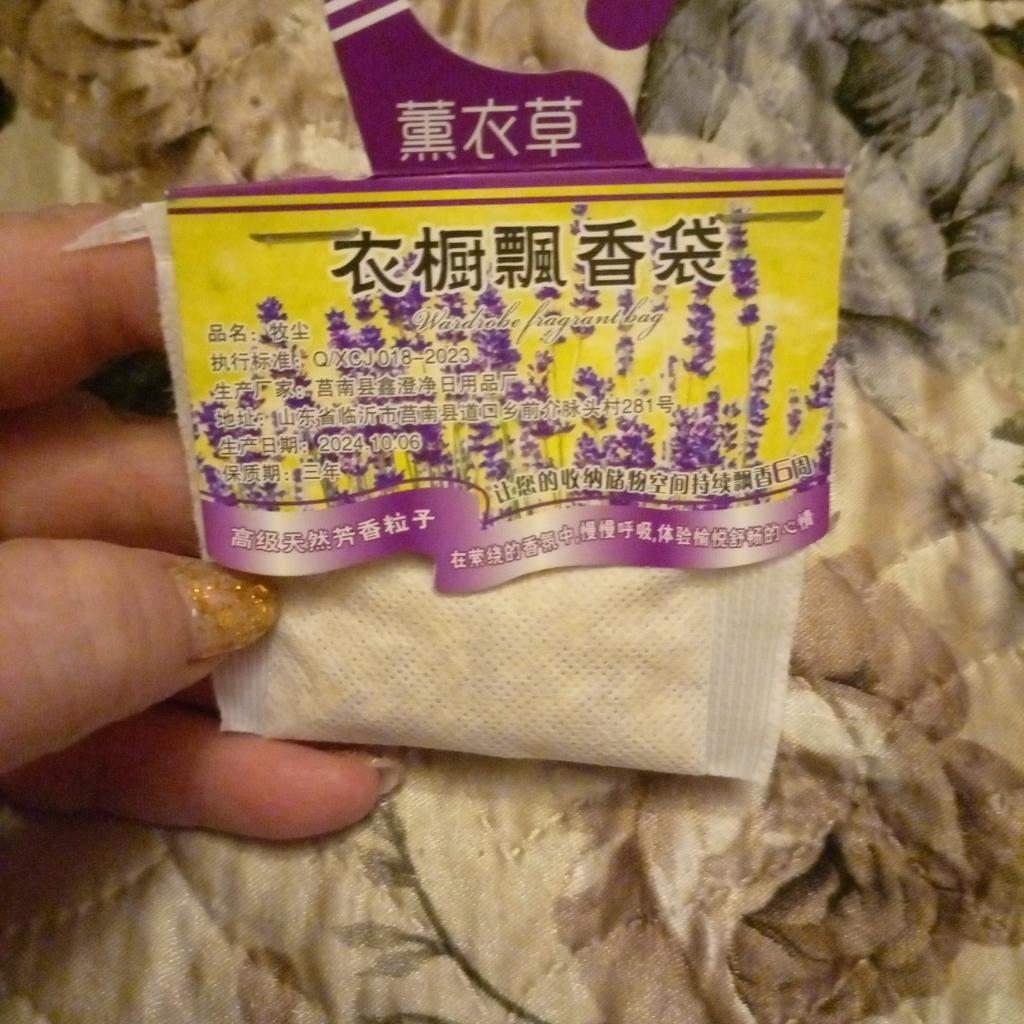 薰衣草
衣橱飘香袋
Wardrobe fragrant bag
品名：牧尘
执行标准：Q/XCJ018-2023
生产厂家：莒南县鑫澄净日用品厂
地址：山东省临沂市莒南县道口乡前介脉头村281号
生产日期：2024.10.06
保质期：三年
让您的收纳储物空间持续飘香6周
高级天然芳香粒子
在萦绕的香氛中,慢慢呼吸,体验愉悦舒畅的心情